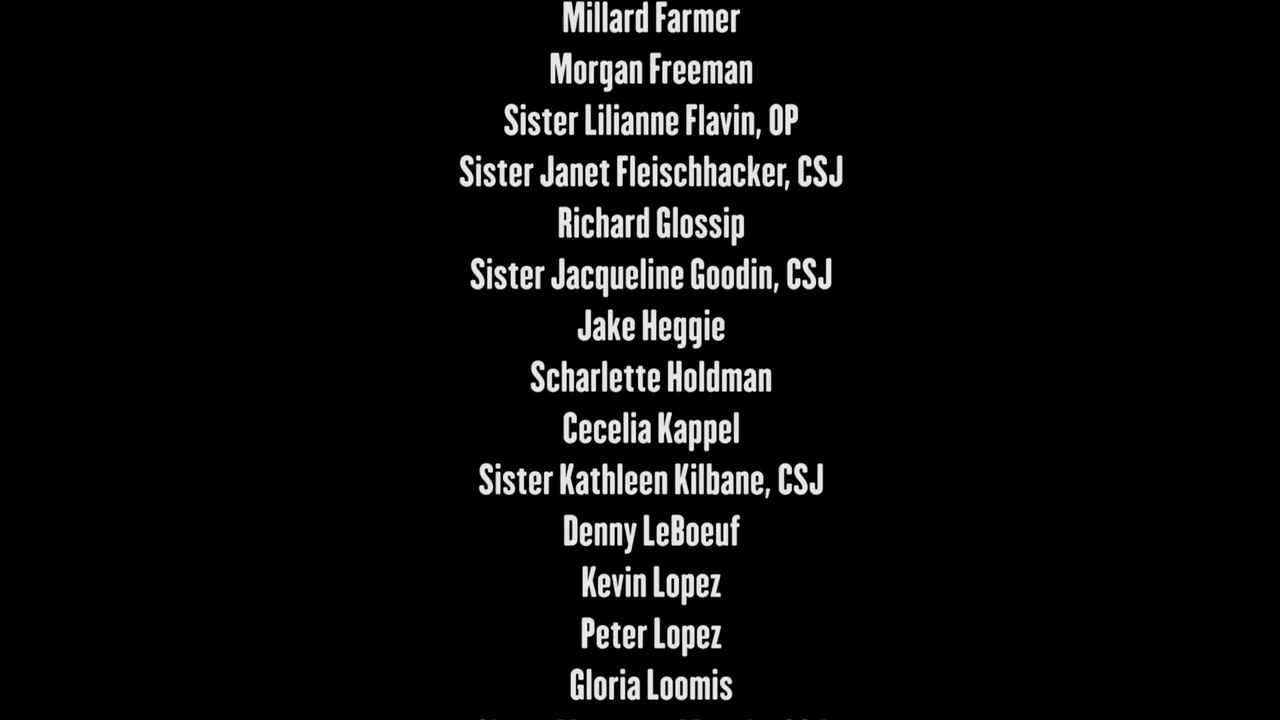 Millard Farmer
Morgan Freeman
Sister Lilianne Flavin, OP
Sister Janet Fleischhacker, CSJ
Richard Glossip
Sister Jacqueline Goodin, CSJ
Jake Heggie
Scharlette Holdman
Cecelia Kappel
Sister Kathleen Kilbane, CSJ
Denny LeBoeuf
Kevin Lopez
Peter Lopez
Gloria Loomis